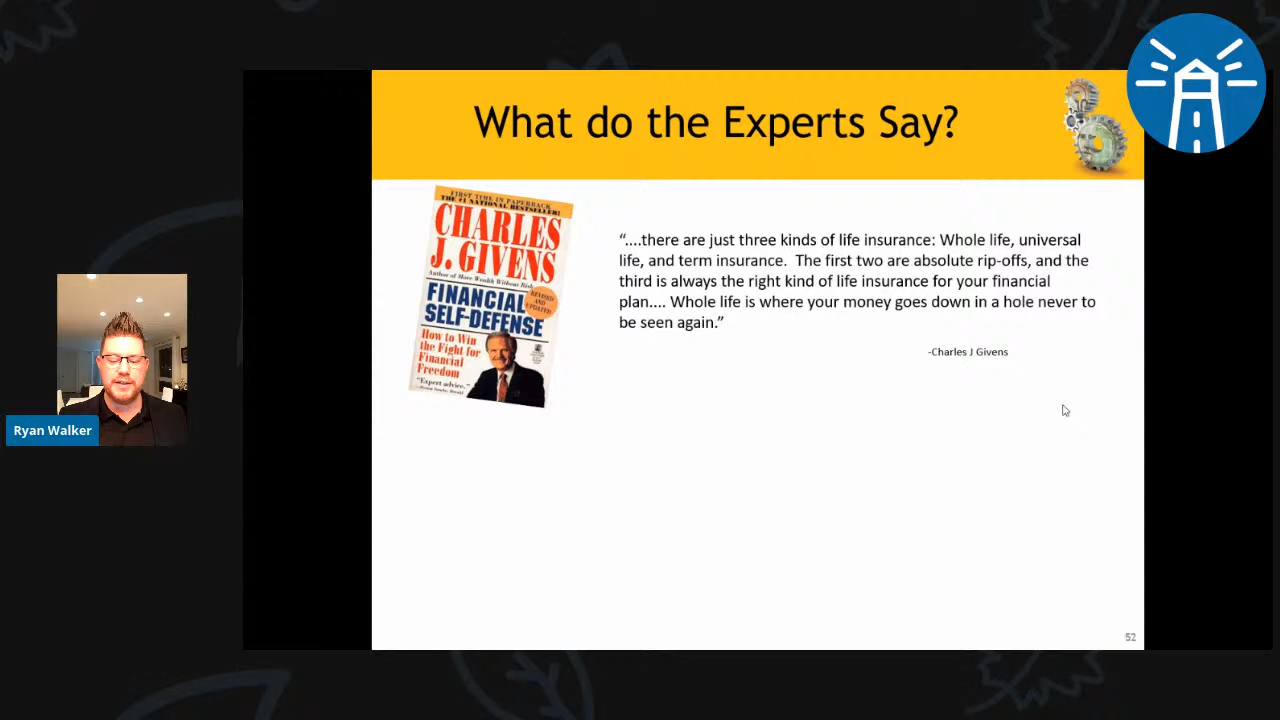 What do the Experts Say?
FIRST TIME IN PAPERBACK
THE #1 NATIONAL BESTSELLER!
CHARLES
J. GIVENS
Author of More Wealth Without Risk
FINANCIAL
SELF-DEFENSE
REVISED
AND
UPDATED
How to Win
the Fight for
Financial
Freedom
"Expert advice."
“....there are just three kinds of life insurance: Whole life, universal
life, and term insurance. The first two are absolute rip-offs, and the
third is always the right kind of life insurance for your financial
plan.... Whole life is where your money goes down in a hole never to
be seen again.”
-Charles J Givens
Ryan Walker
52